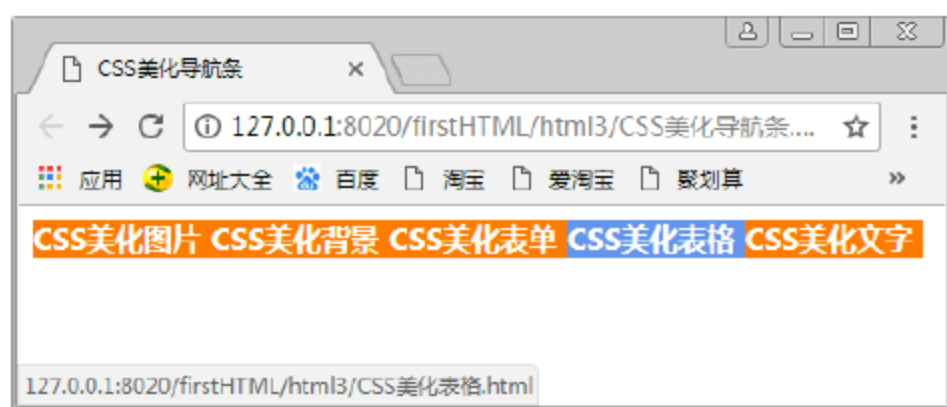 CSS美化导航条
127.0.0.1:8020/firstHTML/html3/CSS美化导航条....
应用 网址大全 百度 淘宝 爱淘宝 聚划算 »
CSS美化图片 CSS美化背景 CSS美化表单 CSS美化表格 CSS美化文字
127.0.0.1:8020/firstHTML/html3/CSS美化表格.html